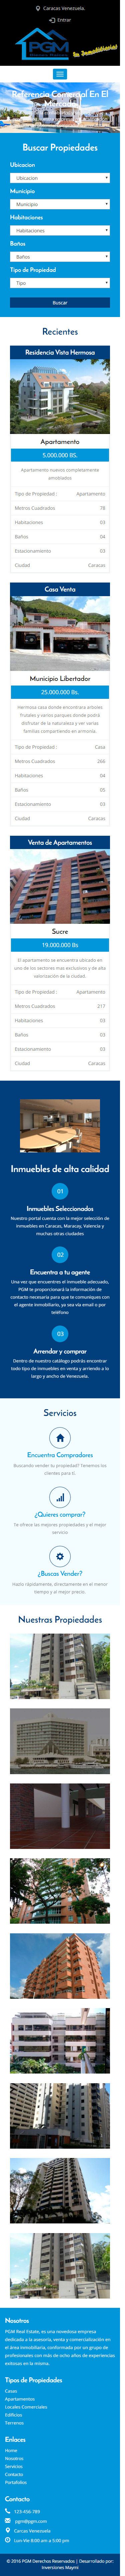 Caracas Venezuela.
Entrar
PGM
la Inmobiliaria
Referencia Comercial En El
Buscar Propiedades
Ubicacion
Ubicacion
Municipio
Municipio
Habitaciones
Habitaciones
Baños
Baños
Tipo de Propiedad
Tipo
Buscar
Recientes
Residencia Vista Hermosa
Apartamento
5.000.000 BS.
Apartamento nuevos completamente
amoblados
Tipo de Propiedad : Apartamento
Metros Cuadrados 78
Habitaciones 03
Baños 04
Estacionamiento 03
Ciudad Caracas
Casa Venta
Municipio Libertador
25.000.000 Bs.
Hermosa casa donde encontrara arboles
frutales y varios parques donde podrá
disfrutar de la naturaleza y ver varias
familias compartiendo en armonia.
Tipo de Propiedad : Casa
Metros Cuadrados 266
Habitaciones 04
Baños 05
Estacionamiento 03
Ciudad Caracas
Venta de Apartamentos
Sucre
19.000.000 Bs
El apertamento se encuentra ubicado en
una de los sectores mas exclusivos y de alta
valorización de la ciudad.
Tipo de Propiedad : Apartamento
Metros Cuadrados 217
Habitaciones 03
Baños 03
Estacionamiento 03
Ciudad Caracas
Inmuebles de alta calidad
01
Inmuebles Seleccionados
Nuestro portal cuenta con la mejor selección de
Inmuebles en Caracas, Maracay, Valencia y
muchas otras ciudades
02
Encuentra a tu agente
Una vez que encuentres el inmueble adecuado,
PGM te proporcionará la información de
contacto necesaria para que te comuniques con
el agente inmobiliario, ya sea vía email o por
teléfono
03
Arrendar y comprar
Dentro de nuestro catálogo podrás encontrar
todo tipo de inmuebles en venta y arriendo a lo
largo y ancho de Venezuela.
Servicios
Encuentra Compradores
Buscando vender tu propiedad? Tenemos los
clientes para ti.
¿Quieres comprar?
Te ofrece las mejores propiedades y al mejor
servicio
¿Buscas Vender?
Hazlo rápidamente, directamente en el menor
tiempo y al mejor precio.
Nuestras Propiedades
Nosotros
PGM Real Estate, es una novedosa empresa
dedicada a la asesoría, venta y comercialización en
el área inmobiliaria, conformada por un grupo de
profesionales con más de ocho años de experiencias
exitosas en la misma.
Tipos de Propiedades
Casas
Apartamentos
Locales Comerciales
Edificios
Terrenos
Enlaces
Home
Nosotros
Servicios
Contacto
Portafolios
Contacto
123-456-789
pgm@pgm.com
Carcas Venezuela
Lun-Vie 8:00 am a 5:00 pm
© 2016 PGM Derechos Reservados | Desarrollado por:
Inversiones Maymi